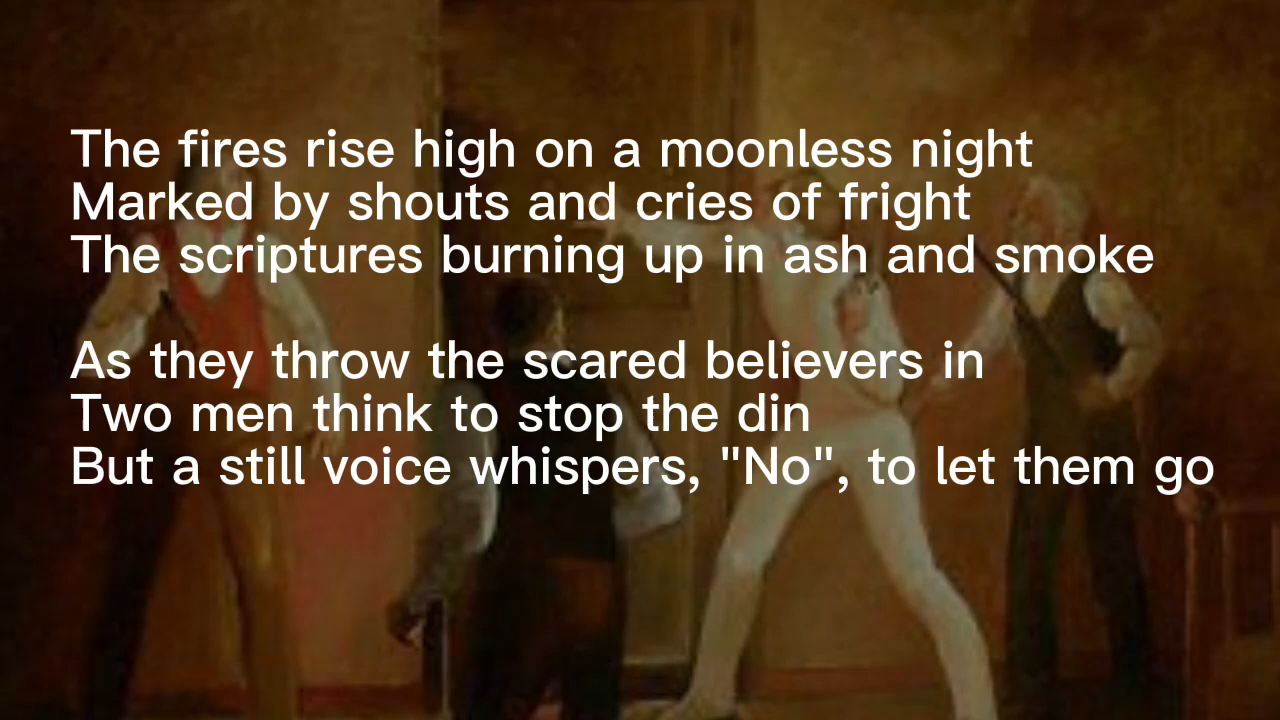 The fires rise high on a moonless night
Marked by shouts and cries of fright
The scriptures burning up in ash and smoke
As they throw the scared believers in
Two men think to stop the din
But a still voice whispers, "No", to let them go